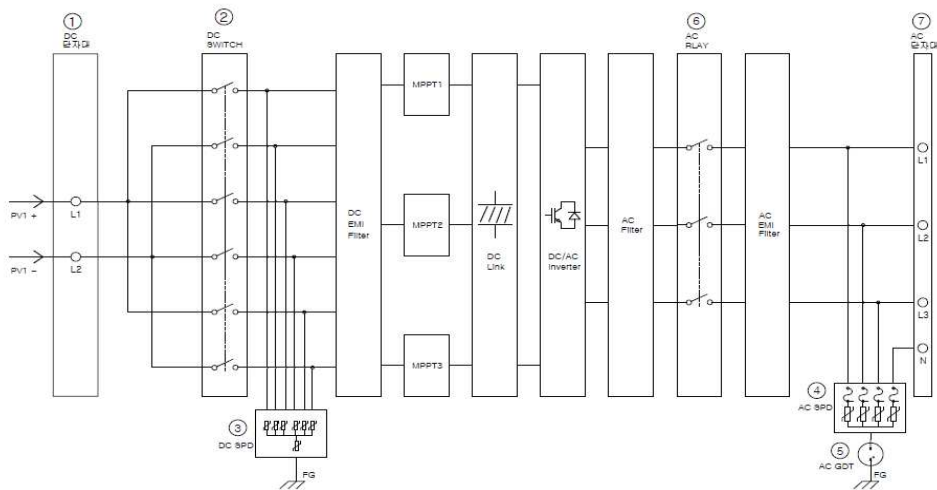 ①
DC
단자대
②
DC
SWITCH
⑥
AC
RLAY
⑦
AC
단자대
MPPT1
L1
PV1 +
L1
DC
EMI
Filter
MPPT2
DC
Link
DC/AC
Inverter
AC
Filter
AC
EMI
Filter
L2
PV1 -
L2
L3
MPPT3
N
③
DC SPD
④
AC SPD
⑤
AC GDT
FG
FG